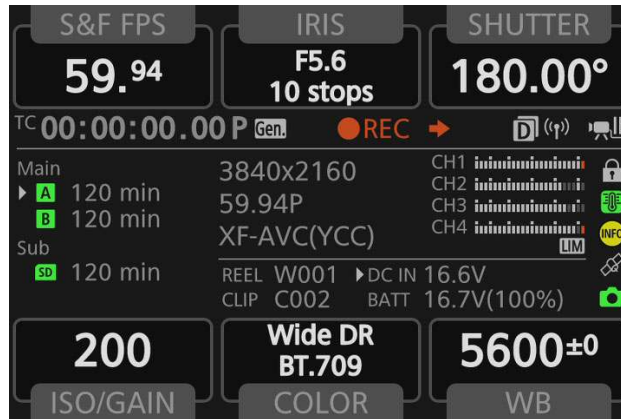 S&F FPS
IRIS
SHUTTER
59.94
F5.6
10 stops
180.00°
TC 00:00:00.00 P Gen. REC D
Main
A 120 min
B 120 min
Sub
SD 120 min
3840x2160
59.94P
XF-AVC(YCC)
CH1
CH2
CH3
CH4
LIM
INFO
REEL W001 DC IN 16.6V
CLIP C002 BATT 16.7V(100%)
200
Wide DR
BT.709
5600±0
ISO/GAIN
COLOR
WB